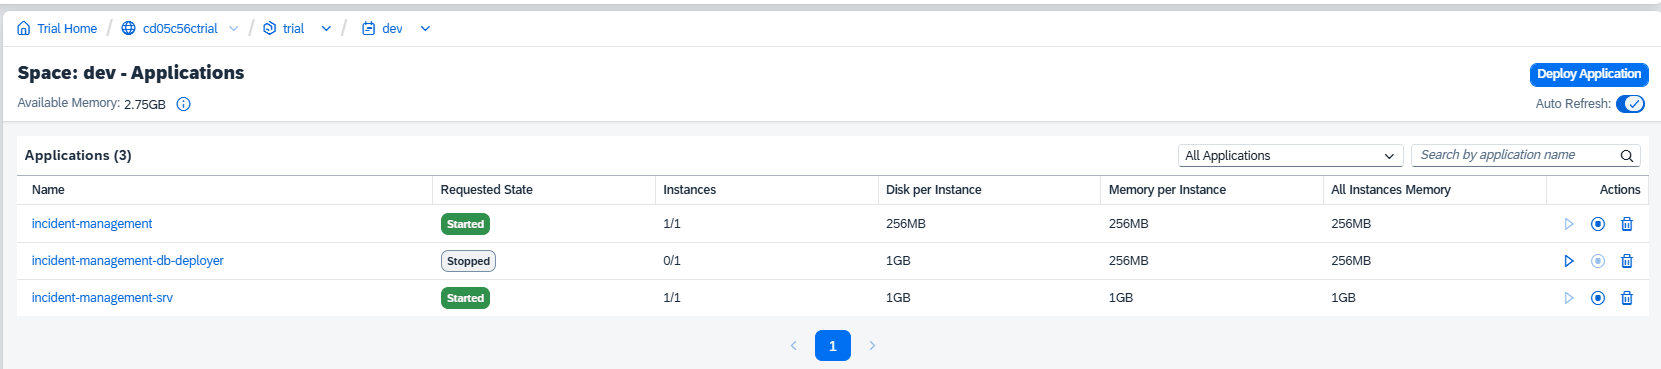 Trial Home / cd05c56ctrial / trial / dev
Space: dev - Applications
Deploy Application
Available Memory: 2.75GB
Auto Refresh:
Applications (3)
All Applications
Search by application name
Name Requested State Instances Disk per Instance Memory per Instance All Instances Memory Actions
incident-management Started 1/1 256MB 256MB 256MB
incident-management-db-deployer Stopped 0/1 1GB 256MB 256MB
incident-management-srv Started 1/1 1GB 1GB 1GB
1